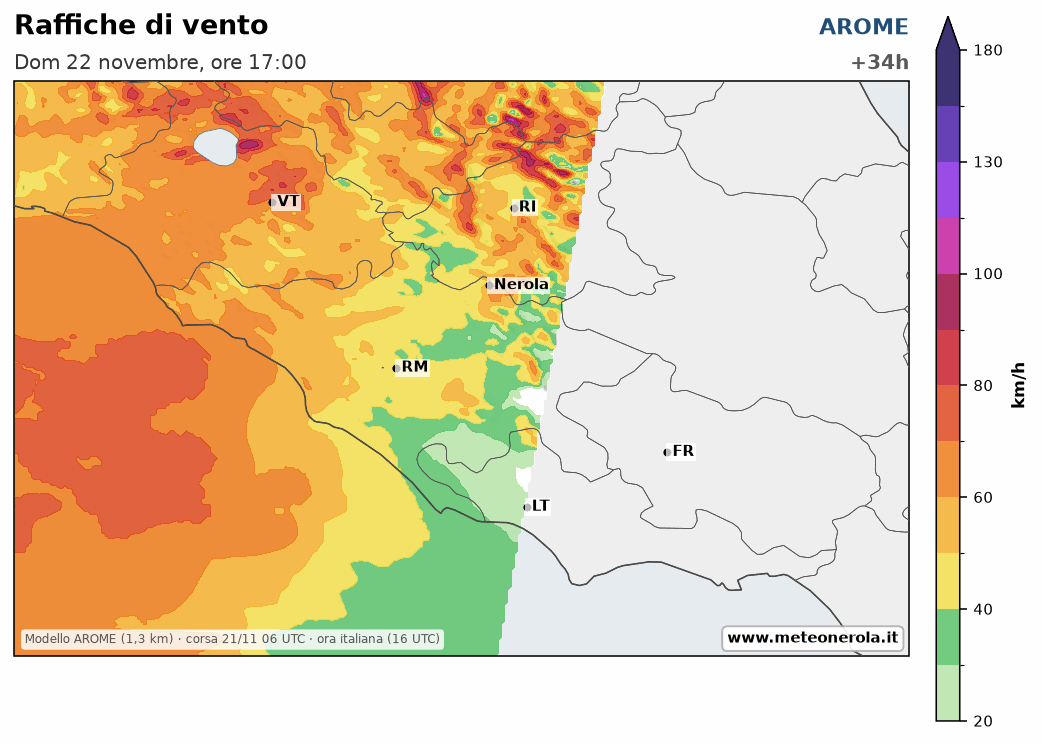 Raffiche di vento
AROME
Dom 22 novembre, ore 17:00
+34h
180
130
100
80
60
40
20
km/h
VT
RI
Nerola
RM
FR
LT
Modello AROME (1,3 km) · corsa 21/11 06 UTC · ora italiana (16 UTC)
www.meteonerola.it